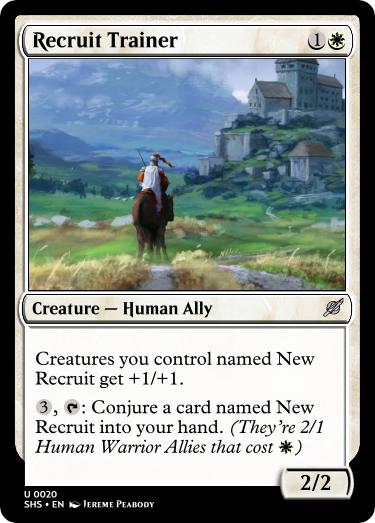 Recruit Trainer 1
Creature — Human Ally
Creatures you control named New
Recruit get +1/+1.
3, : Conjure a card named New
Recruit into your hand. (They're 2/1
Human Warrior Allies that cost )
2/2
U 0020
SHS • EN Jereme Peabody